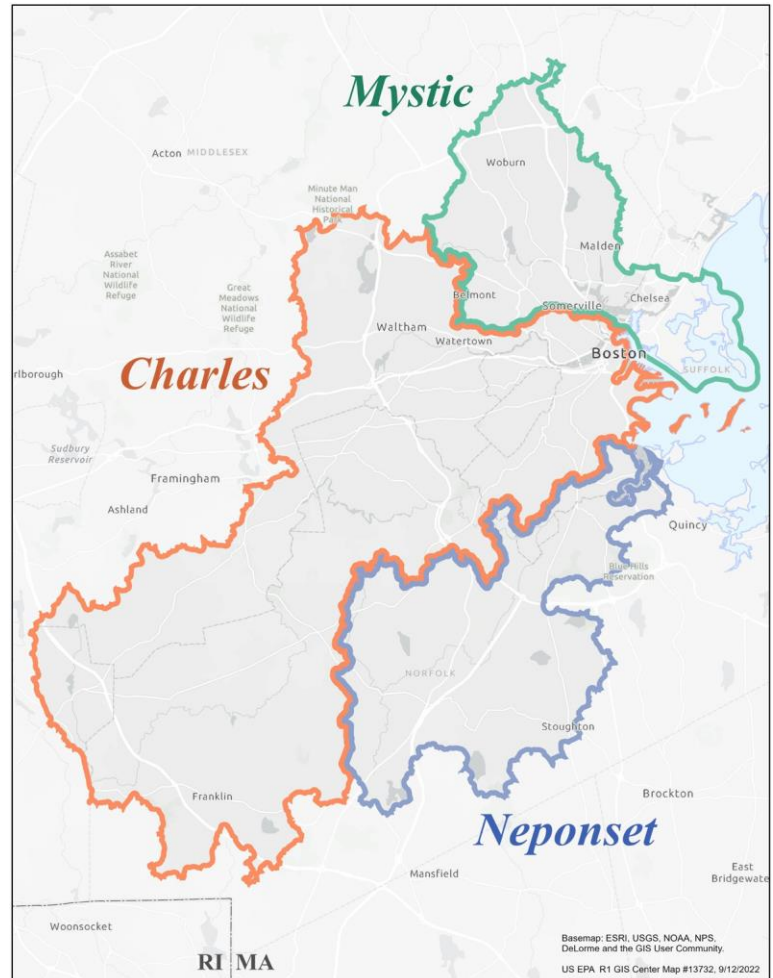 Mystic
Woburn
Acton
MIDDLESEX
Minute Man
National
Historical
Park
Malden
Assabet
River
National
Wildlife
Refuge
Great
Meadows
National
Wildlife
Refuge
Belmont
Somerville
Chelsea
Waltham
Watertown
Boston
SUFFOLK
Charles
rlborough
Sudbury
Reservoir
Framingham
Ashland
Quincy
Blue Hills
Reservation
NORFOLK
Stoughton
Franklin
Brockton
Neponset
Mansfield
East
Bridgewate
Woonsocket
RI MA
Basemap: ESRI, USGS, NOAA, NPS,
DeLorme and the GIS User Community.
US EPA R1 GIS Center Map #13732, 9/12/2022